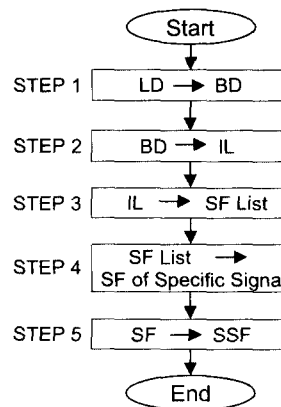 Start
STEP 1 LD → BD
STEP 2 BD → IL
STEP 3 IL → SF List
STEP 4 SF List →
SF of Specific Signa
STEP 5 SF → SSF
End